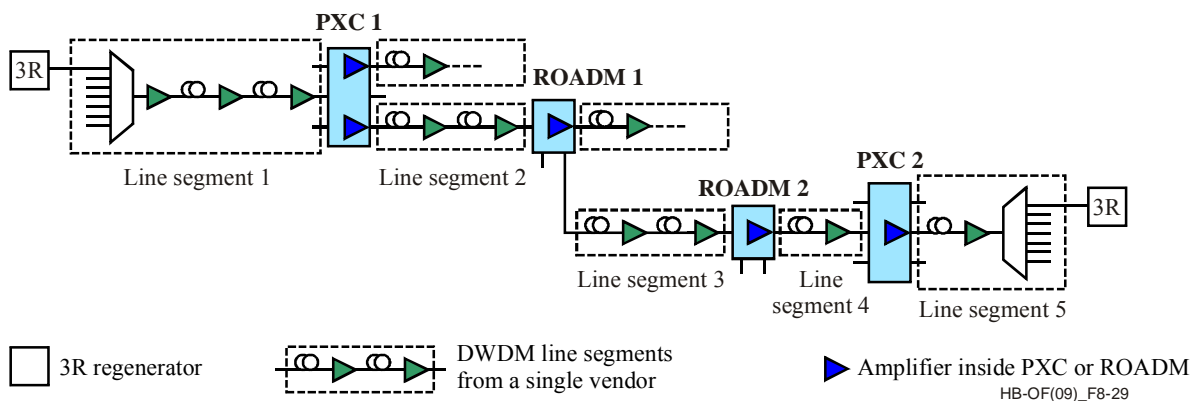 PXC 1
3R
ROADM 1
Line segment 1
Line segment 2
PXC 2
ROADM 2
3R
Line segment 3
Line
segment 4
Line segment 5
3R regenerator
DWDM line segments
from a single vendor
Amplifier inside PXC or ROADM
HB-OF(09)_F8-29